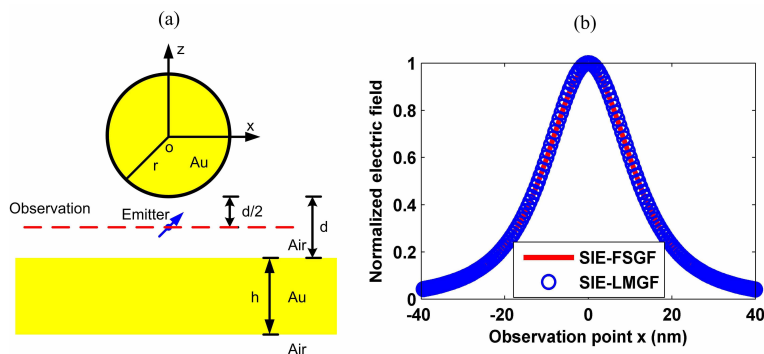 (a)
z
x
o
r
Au
Observation
Emitter
d/2
d
Air
h
Au
Air
(b)
Normalized electric field
1
0.8
0.6
0.4
0.2
0
-40
-20
0
20
40
Observation point x (nm)
SIE-FSGF
SIE-LMGF